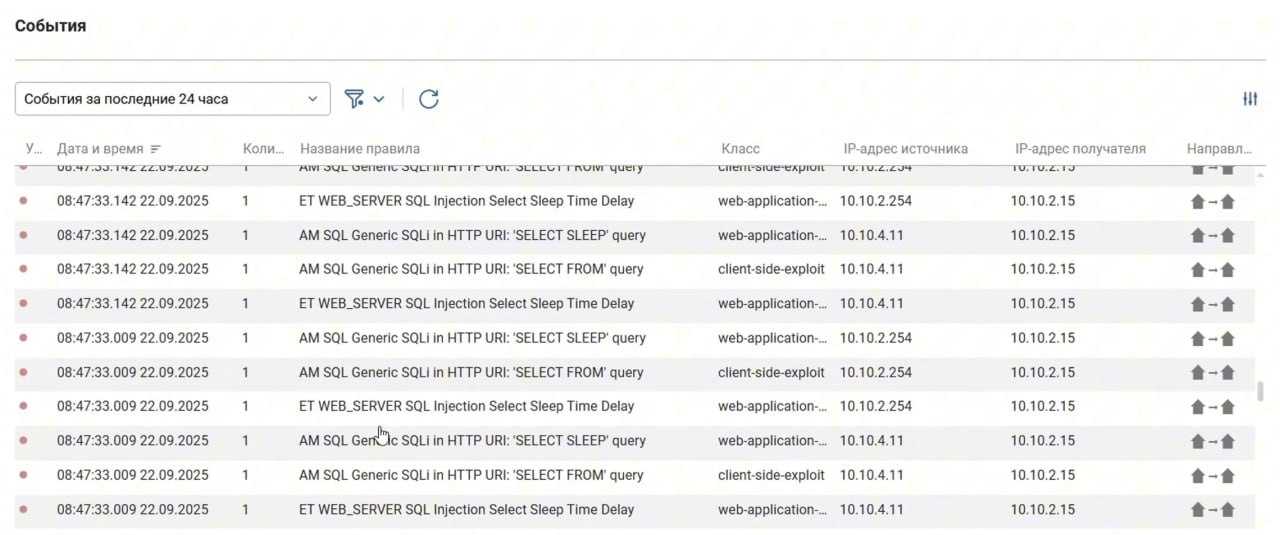 События
События за последние 24 часа
У... Дата и время Коли... Название правила Класс IP-адрес источника IP-адрес получателя Направл...
08:47:33.142 22.09.2025 1 AM SQL Generic SQLi in HTTP URI: 'SELECT FROM' query client-side-exploit 10.10.2.254 10.10.2.15
08:47:33.142 22.09.2025 1 ET WEB_SERVER SQL Injection Select Sleep Time Delay web-application-... 10.10.2.254 10.10.2.15
08:47:33.142 22.09.2025 1 AM SQL Generic SQLi in HTTP URI: 'SELECT SLEEP' query web-application-... 10.10.4.11 10.10.2.15
08:47:33.142 22.09.2025 1 AM SQL Generic SQLi in HTTP URI: 'SELECT FROM' query client-side-exploit 10.10.4.11 10.10.2.15
08:47:33.142 22.09.2025 1 ET WEB_SERVER SQL Injection Select Sleep Time Delay web-application-... 10.10.4.11 10.10.2.15
08:47:33.009 22.09.2025 1 AM SQL Generic SQLi in HTTP URI: 'SELECT SLEEP' query web-application-... 10.10.2.254 10.10.2.15
08:47:33.009 22.09.2025 1 AM SQL Generic SQLi in HTTP URI: 'SELECT FROM' query client-side-exploit 10.10.2.254 10.10.2.15
08:47:33.009 22.09.2025 1 ET WEB_SERVER SQL Injection Select Sleep Time Delay web-application-... 10.10.2.254 10.10.2.15
08:47:33.009 22.09.2025 1 AM SQL Generic SQLi in HTTP URI: 'SELECT SLEEP' query web-application-... 10.10.4.11 10.10.2.15
08:47:33.009 22.09.2025 1 AM SQL Generic SQLi in HTTP URI: 'SELECT FROM' query client-side-exploit 10.10.4.11 10.10.2.15
08:47:33.009 22.09.2025 1 ET WEB_SERVER SQL Injection Select Sleep Time Delay web-application-... 10.10.4.11 10.10.2.15